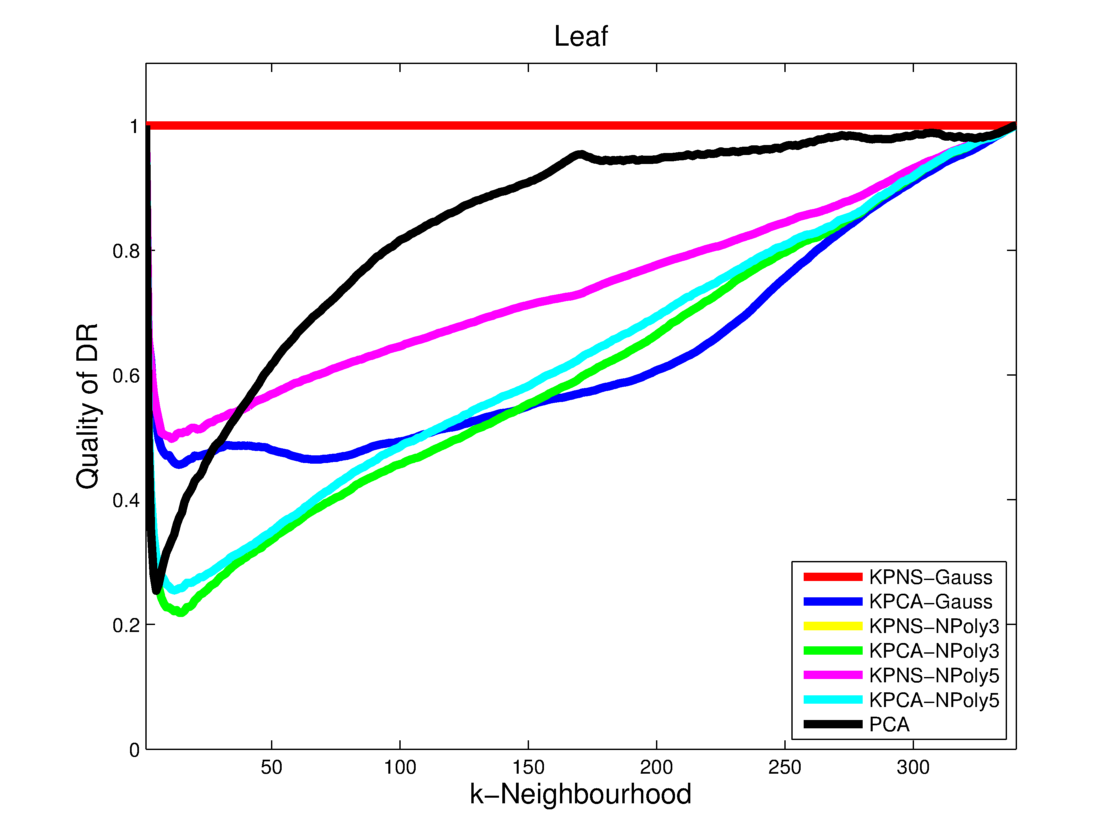 Leaf
Quality of DR
1
0.8
0.6
0.4
0.2
0
50 100 150 200 250 300
k−Neighbourhood
KPNS−Gauss
KPCA−Gauss
KPNS−NPoly3
KPCA−NPoly3
KPNS−NPoly5
KPCA−NPoly5
PCA